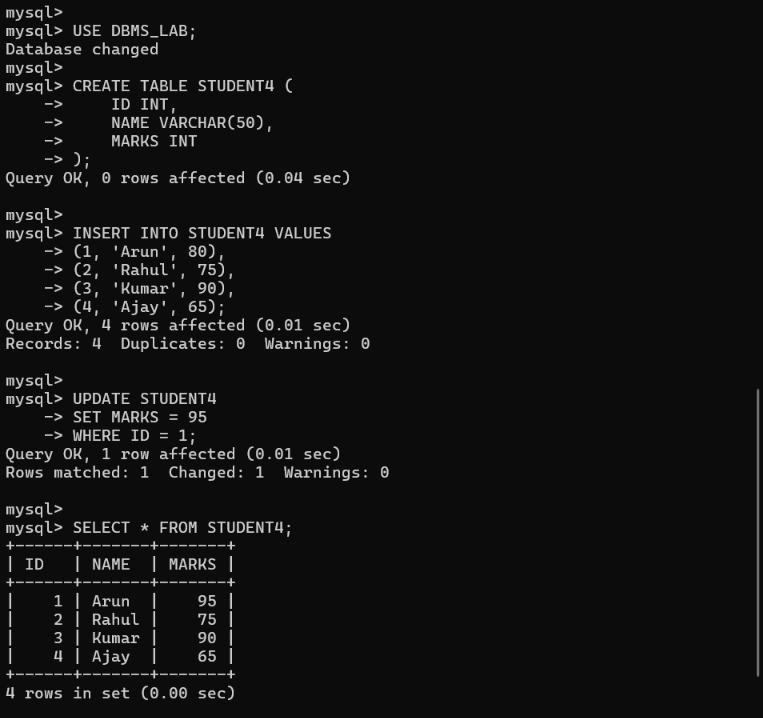 mysql>
mysql> USE DBMS_LAB;
Database changed
mysql>
mysql> CREATE TABLE STUDENT4 (
    ->     ID INT,
    ->     NAME VARCHAR(50),
    ->     MARKS INT
    -> );
Query OK, 0 rows affected (0.04 sec)

mysql>
mysql> INSERT INTO STUDENT4 VALUES
    -> (1, 'Arun', 80),
    -> (2, 'Rahul', 75),
    -> (3, 'Kumar', 90),
    -> (4, 'Ajay', 65);
Query OK, 4 rows affected (0.01 sec)
Records: 4  Duplicates: 0  Warnings: 0

mysql>
mysql> UPDATE STUDENT4
    -> SET MARKS = 95
    -> WHERE ID = 1;
Query OK, 1 row affected (0.01 sec)
Rows matched: 1  Changed: 1  Warnings: 0

mysql>
mysql> SELECT * FROM STUDENT4;
+------+-------+-------+
| ID   | NAME  | MARKS |
+------+-------+-------+
|    1 | Arun  |    95 |
|    2 | Rahul |    75 |
|    3 | Kumar |    90 |
|    4 | Ajay  |    65 |
+------+-------+-------+
4 rows in set (0.00 sec)